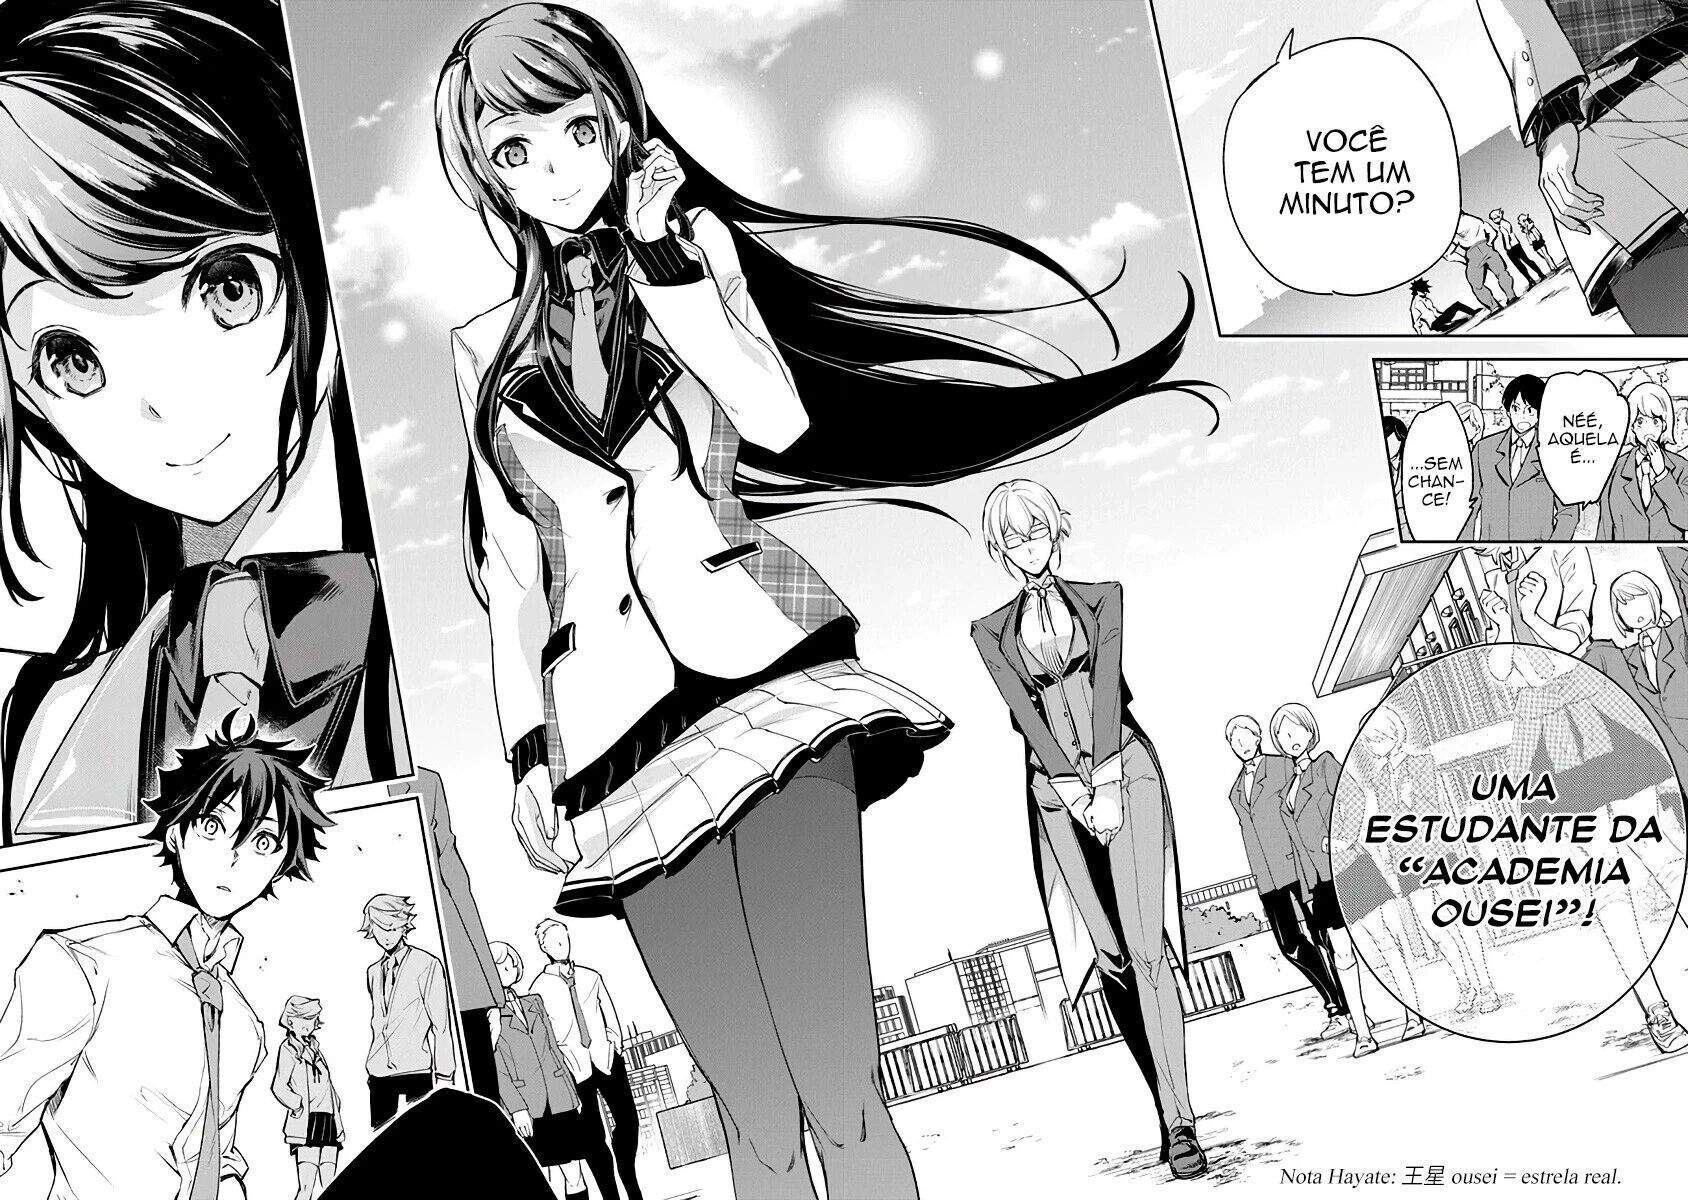 VOCÊ
TEM UM
MINUTO?
NÉÉ,
AQUELA
É...
...SEM
CHAN-
CE!
UMA
ESTUDANTE DA
“ACADEMIA
OUSEI”!
Nota Hayate: 王星 ousei = estrela real.